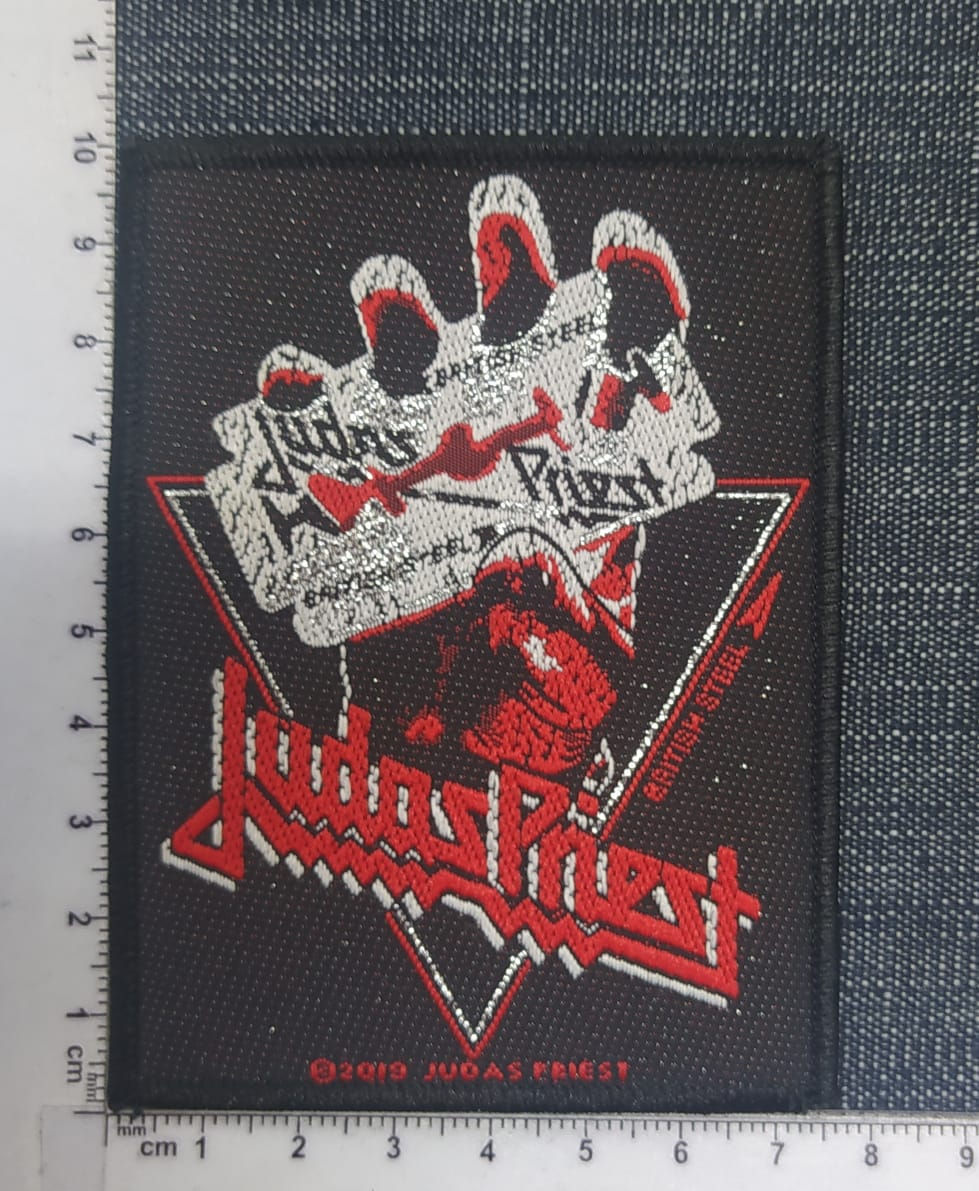 11
10
9
8
7
6
5
4
3
2
1
cm
mm
BRITISH STEEL
Judas
Priest
BRITISH STEEL
BRITISH STEEL
Judas Priest
©2019 JUDAS PRIEST
mm
cm 1 2 3 4 5 6 7 8 9